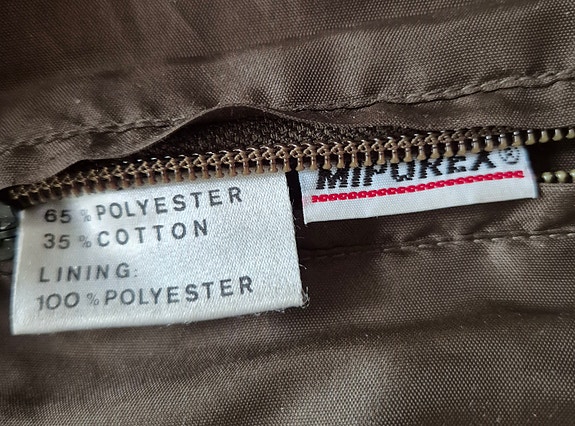 65 % POLYESTER
35 % COTTON
LINING:
100 % POLYESTER
MIPOREX®